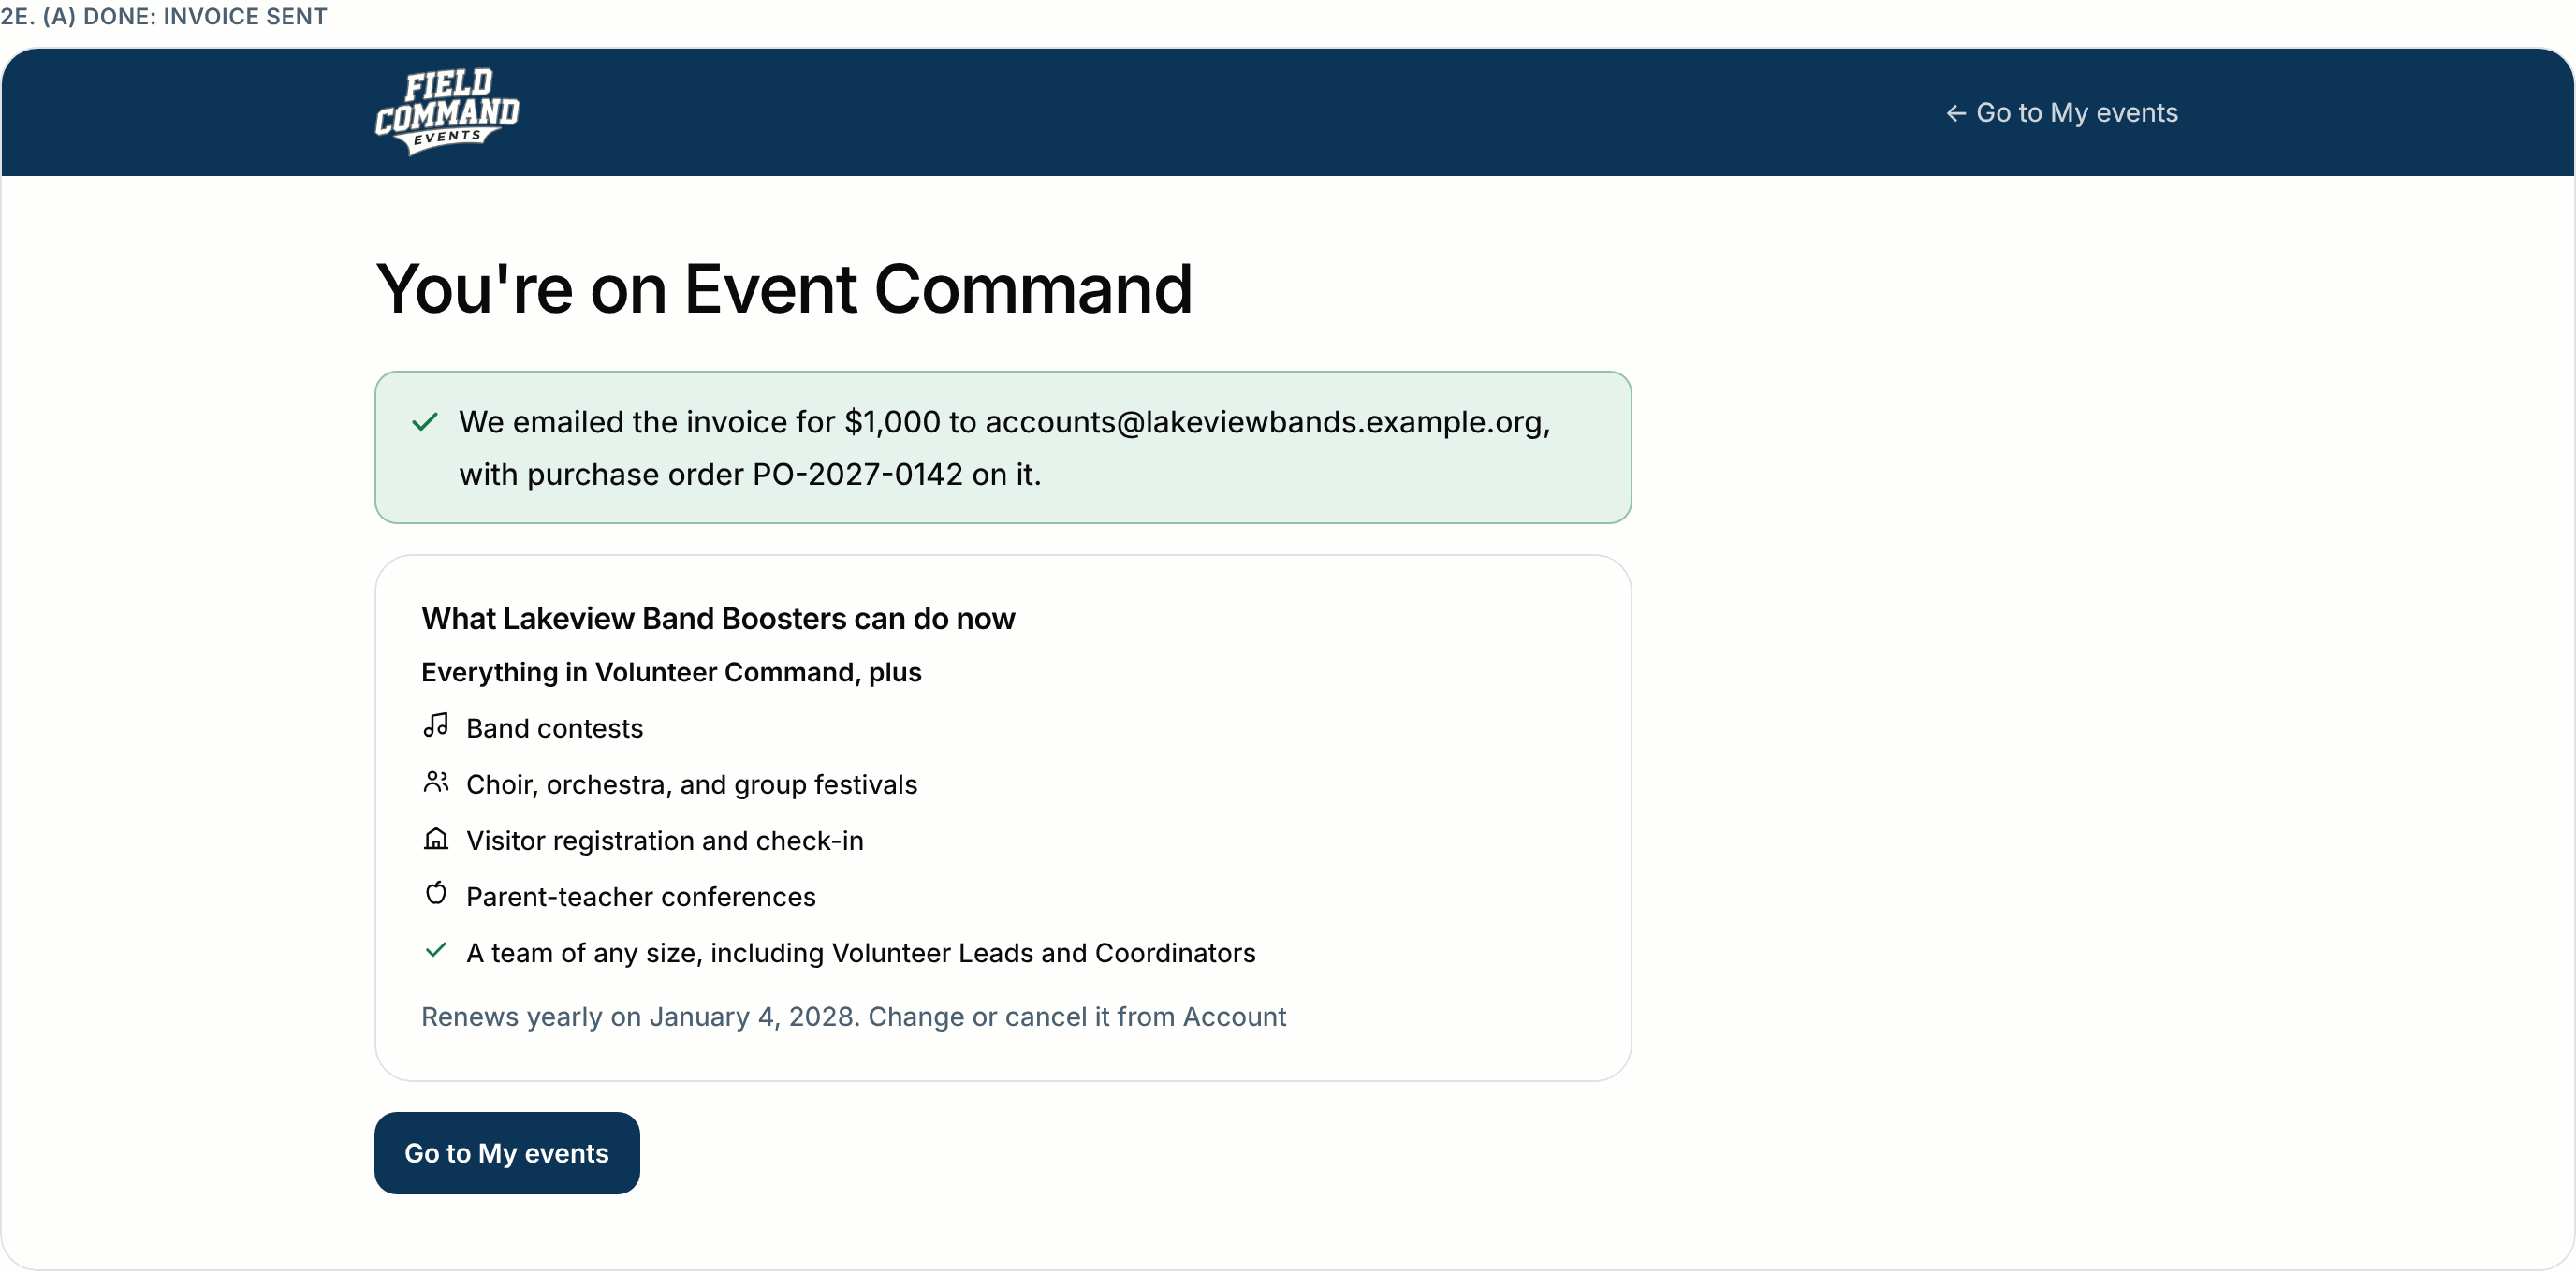 2E. (A) DONE: INVOICE SENT
FIELD
COMMAND
EVENTS
← Go to My events
You're on Event Command
We emailed the invoice for $1,000 to accounts@lakeviewbands.example.org,
with purchase order PO-2027-0142 on it.
What Lakeview Band Boosters can do now
Everything in Volunteer Command, plus
Band contests
Choir, orchestra, and group festivals
Visitor registration and check-in
Parent-teacher conferences
A team of any size, including Volunteer Leads and Coordinators
Renews yearly on January 4, 2028. Change or cancel it from Account
Go to My events